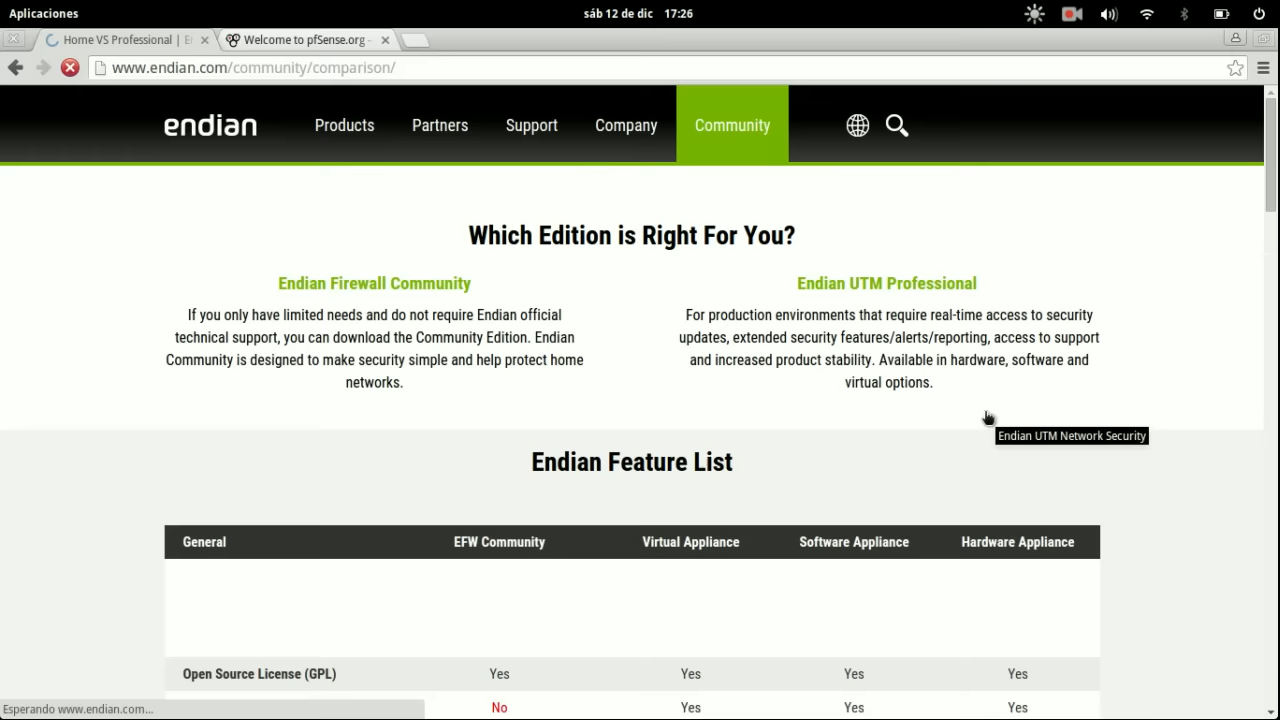 Aplicaciones
sáb 12 de dic 17:26
Home VS Professional | E
Welcome to pfSense.org -
www.endian.com/community/comparison/
endian
Products
Partners
Support
Company
Community
Which Edition is Right For You?
Endian Firewall Community
If you only have limited needs and do not require Endian official
technical support, you can download the Community Edition. Endian
Community is designed to make security simple and help protect home
networks.
Endian UTM Professional
For production environments that require real-time access to security
updates, extended security features/alerts/reporting, access to support
and increased product stability. Available in hardware, software and
virtual options.
Endian UTM Network Security
Endian Feature List
General EFW Community Virtual Appliance Software Appliance Hardware Appliance
Open Source License (GPL) Yes Yes Yes Yes
No Yes Yes Yes
Esperando www.endian.com...